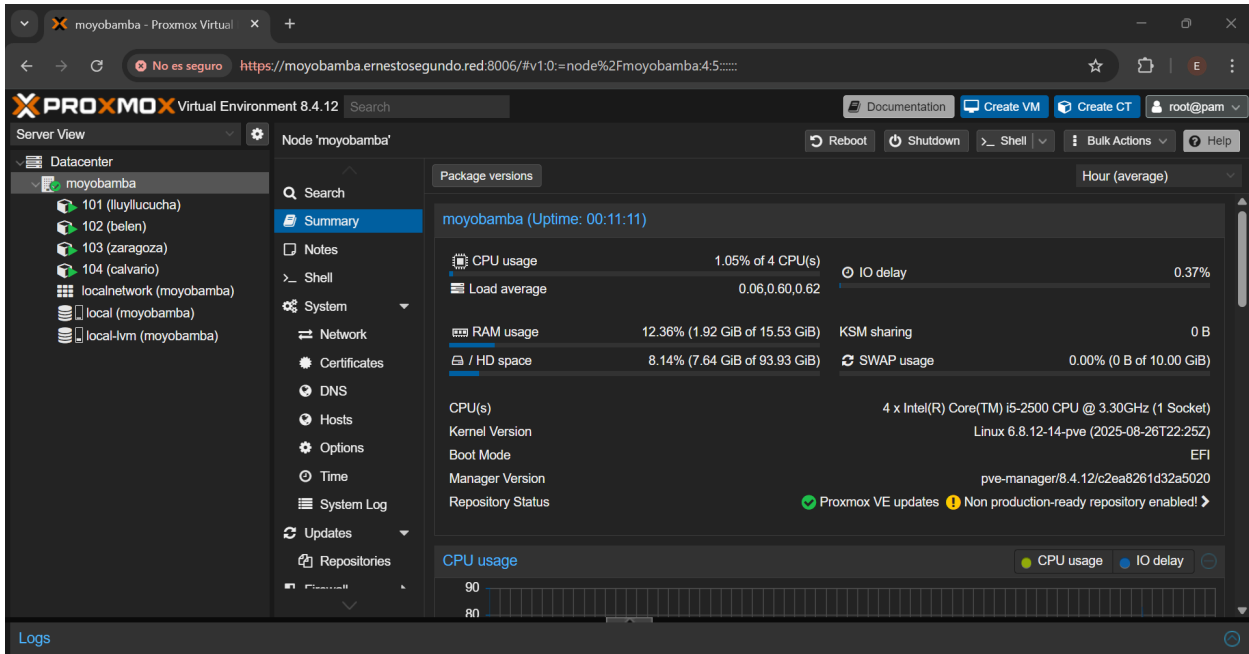 moyobamba - Proxmox Virtual
No es seguro https://moyobamba.ernestosegundo.red:8006/#v1:0:=node%2Fmoyobamba:4:5::::::
E
PROXMOX Virtual Environment 8.4.12 Search Documentation Create VM Create CT root@pam
Server View
Node 'moyobamba' Reboot Shutdown >_ Shell Bulk Actions Help
Datacenter
moyobamba
101 (lluyllucucha)
102 (belen)
103 (zaragoza)
104 (calvario)
localnetwork (moyobamba)
local (moyobamba)
local-lvm (moyobamba)
Search
Summary
Notes
>_ Shell
System
Network
Certificates
DNS
Hosts
Options
Time
System Log
Updates
Repositories
Firewall
Package versions Hour (average)
moyobamba (Uptime: 00:11:11)
CPU usage 1.05% of 4 CPU(s)
IO delay 0.37%
Load average 0.06,0.60,0.62
RAM usage 12.36% (1.92 GiB of 15.53 GiB) KSM sharing 0 B
/ HD space 8.14% (7.64 GiB of 93.93 GiB) SWAP usage 0.00% (0 B of 10.00 GiB)
CPU(s) 4 x Intel(R) Core(TM) i5-2500 CPU @ 3.30GHz (1 Socket)
Kernel Version Linux 6.8.12-14-pve (2025-08-26T22:25Z)
Boot Mode EFI
Manager Version pve-manager/8.4.12/c2ea8261d32a5020
Repository Status Proxmox VE updates Non production-ready repository enabled!
CPU usage CPU usage IO delay
90
80
Logs